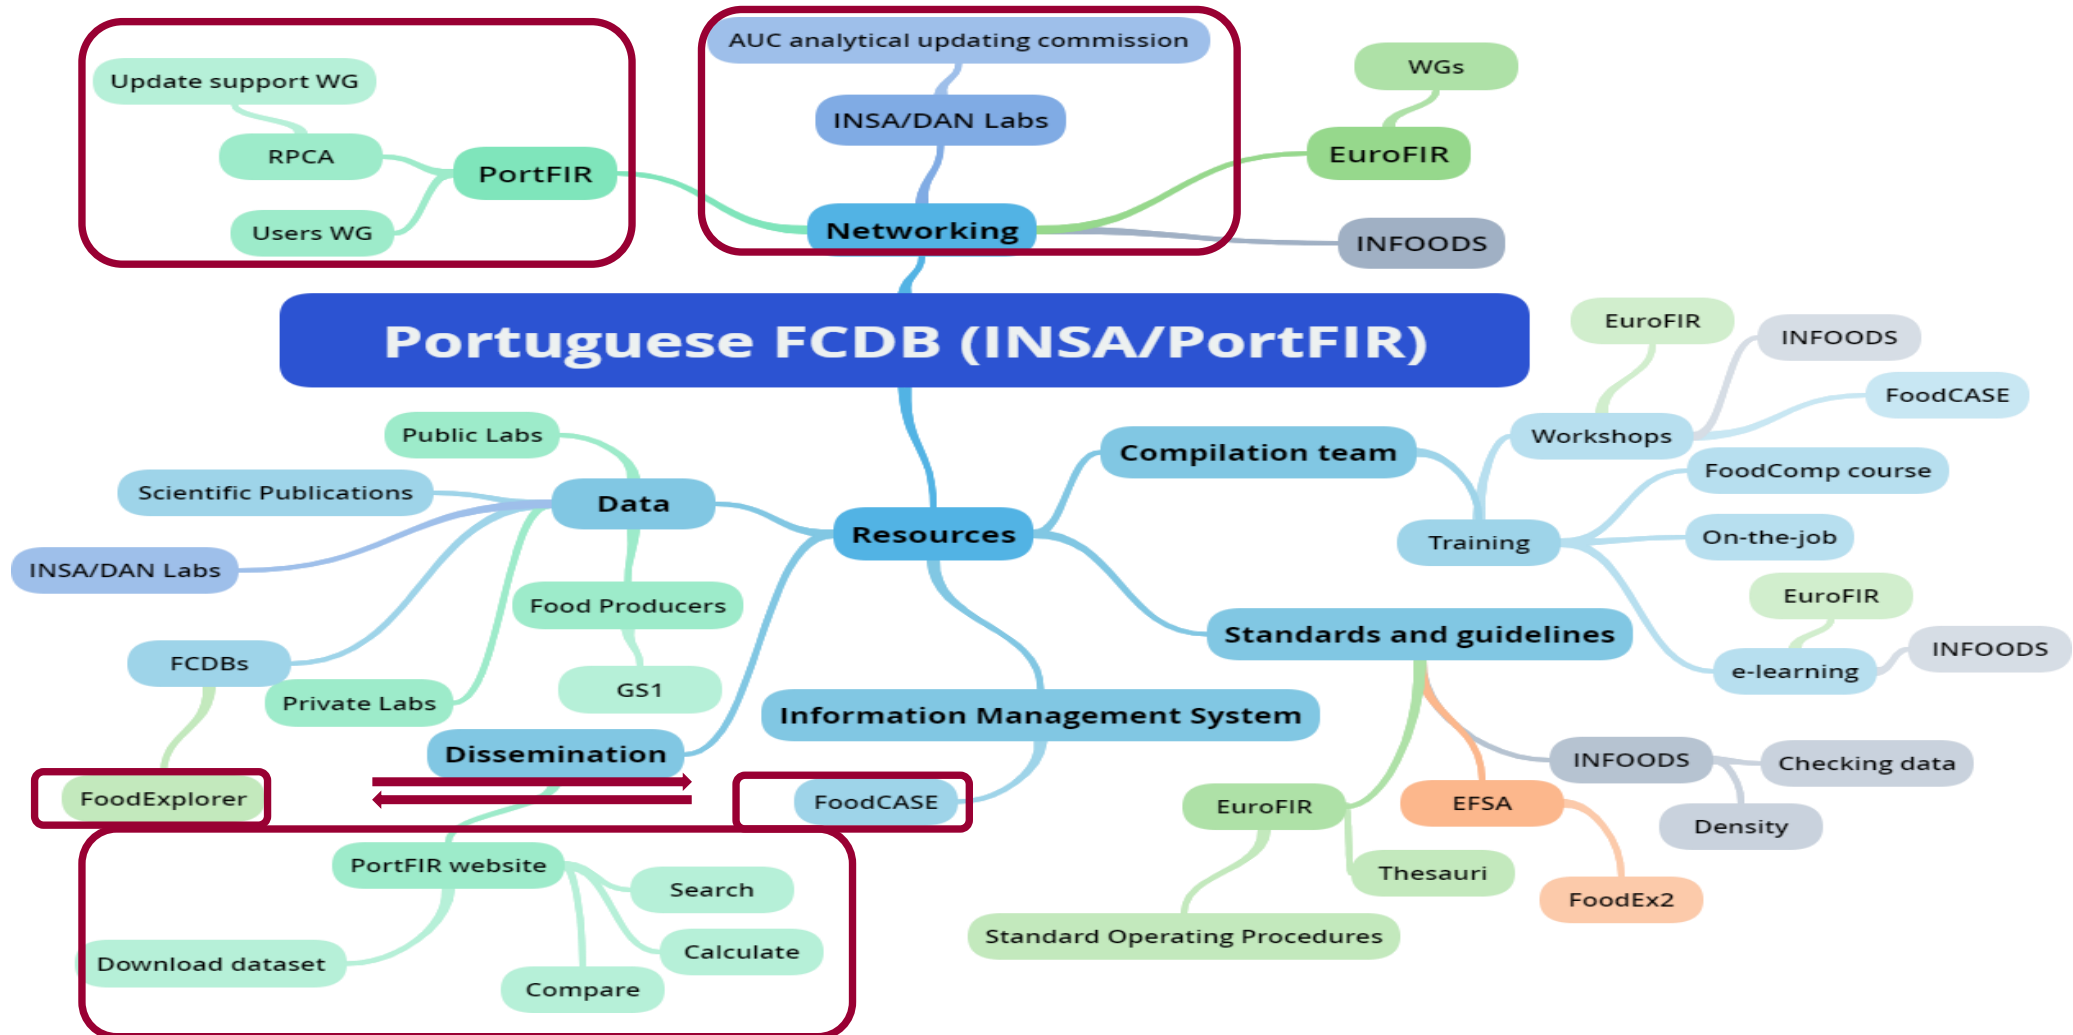 AUC analytical updating commission
WGs
Update support WG
INSA/DAN Labs
RPCA
PortFIR
EuroFIR
Users WG
Networking
INFOODS
Portuguese FCDB (INSA/PortFIR)
EuroFIR
INFOODS
FoodCASE
Public Labs
Compilation team
Workshops
FoodComp course
Scientific Publications
Data
Resources
Training
On-the-job
INSA/DAN Labs
EuroFIR
Food Producers
Standards and guidelines
INFOODS
FCDBs
e-learning
GS1
Private Labs
Information Management System
Dissemination
INFOODS
Checking data
FoodExplorer
FoodCASE
EuroFIR
EFSA
Density
PortFIR website
Search
Thesauri
FoodEx2
Standard Operating Procedures
Calculate
Download dataset
Compare